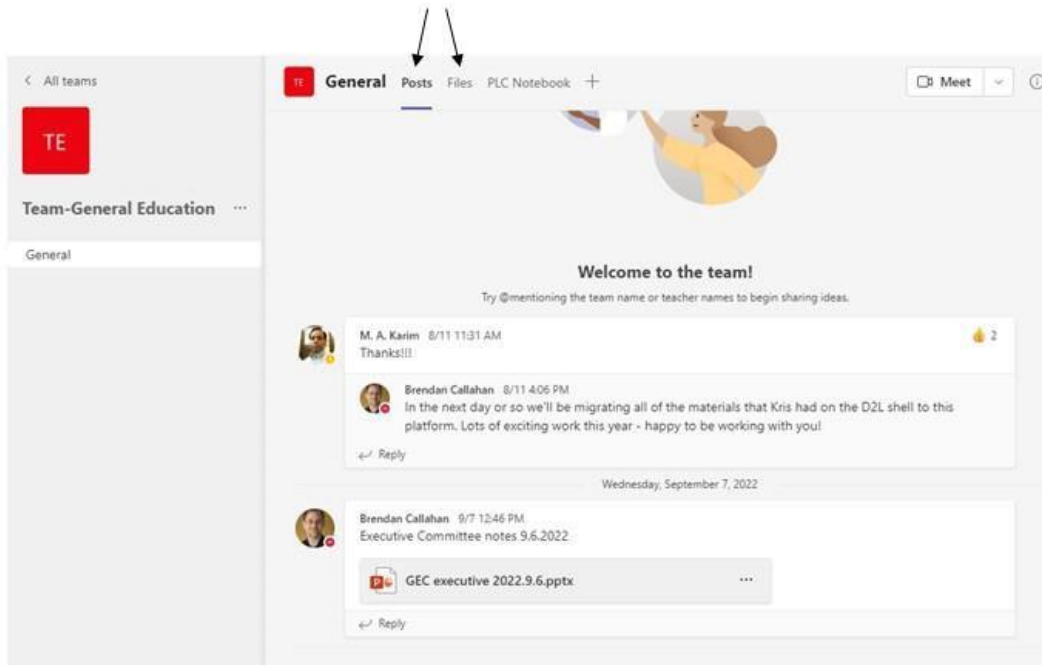 All teams
TE
Team-General Education ...
General
TE General Posts Files PLC Notebook +
Meet
Welcome to the team!
Try @mentioning the team name or teacher names to begin sharing ideas.
M. A. Karim 8/11 11:31 AM
Thanks!!!
2
Brendan Callahan 8/11 4:06 PM
In the next day or so we'll be migrating all of the materials that Kris had on the D2L shell to this
platform. Lots of exciting work this year - happy to be working with you!
Reply
Wednesday, September 7, 2022
Brendan Callahan 9/7 12:46 PM
Executive Committee notes 9.6.2022
GEC executive 2022.9.6.pptx ...
Reply